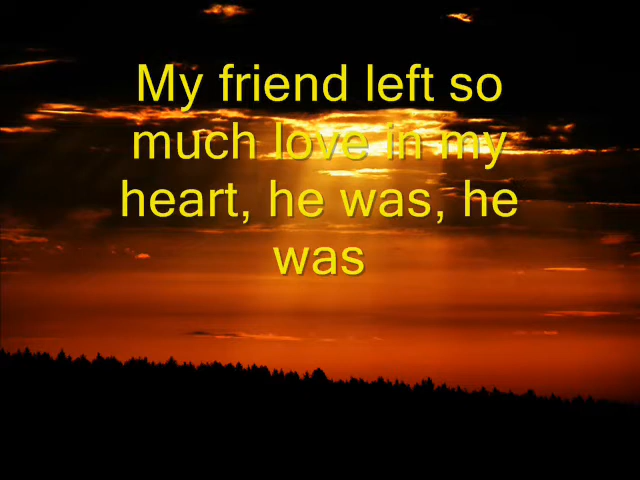 My friend left so
much love in my
heart, he was, he
was